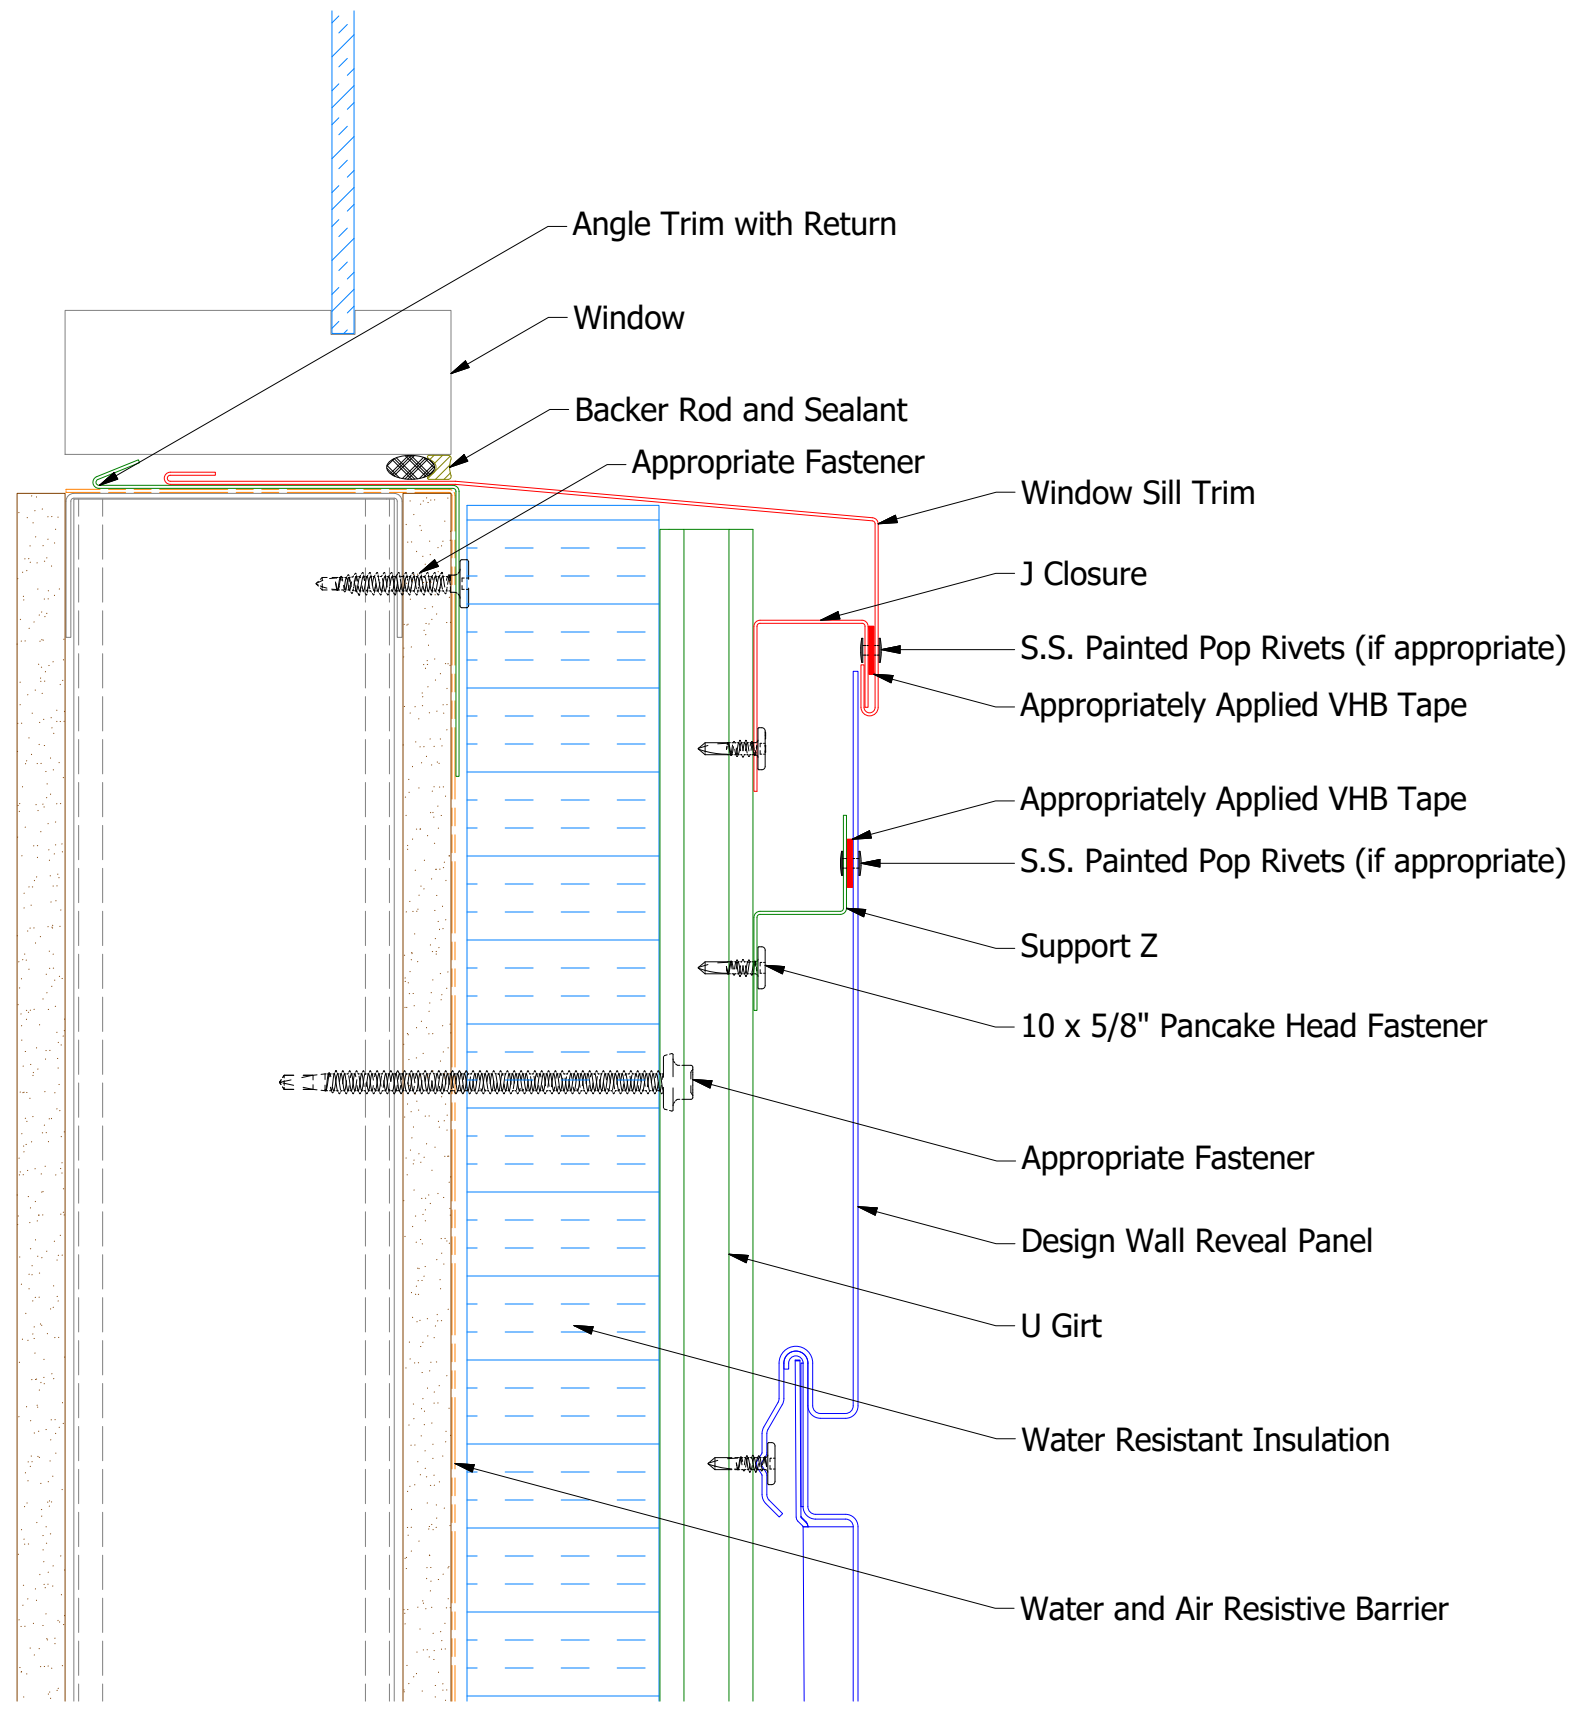 Angle Trim with Return
Window
Backer Rod and Sealant
Appropriate Fastener
Window Sill Trim
J Closure
S.S. Painted Pop Rivets (if appropriate)
Appropriately Applied VHB Tape
Appropriately Applied VHB Tape
S.S. Painted Pop Rivets (if appropriate)
Support Z
10 x 5/8" Pancake Head Fastener
Appropriate Fastener
Design Wall Reveal Panel
U Girt
Water Resistant Insulation
Water and Air Resistive Barrier